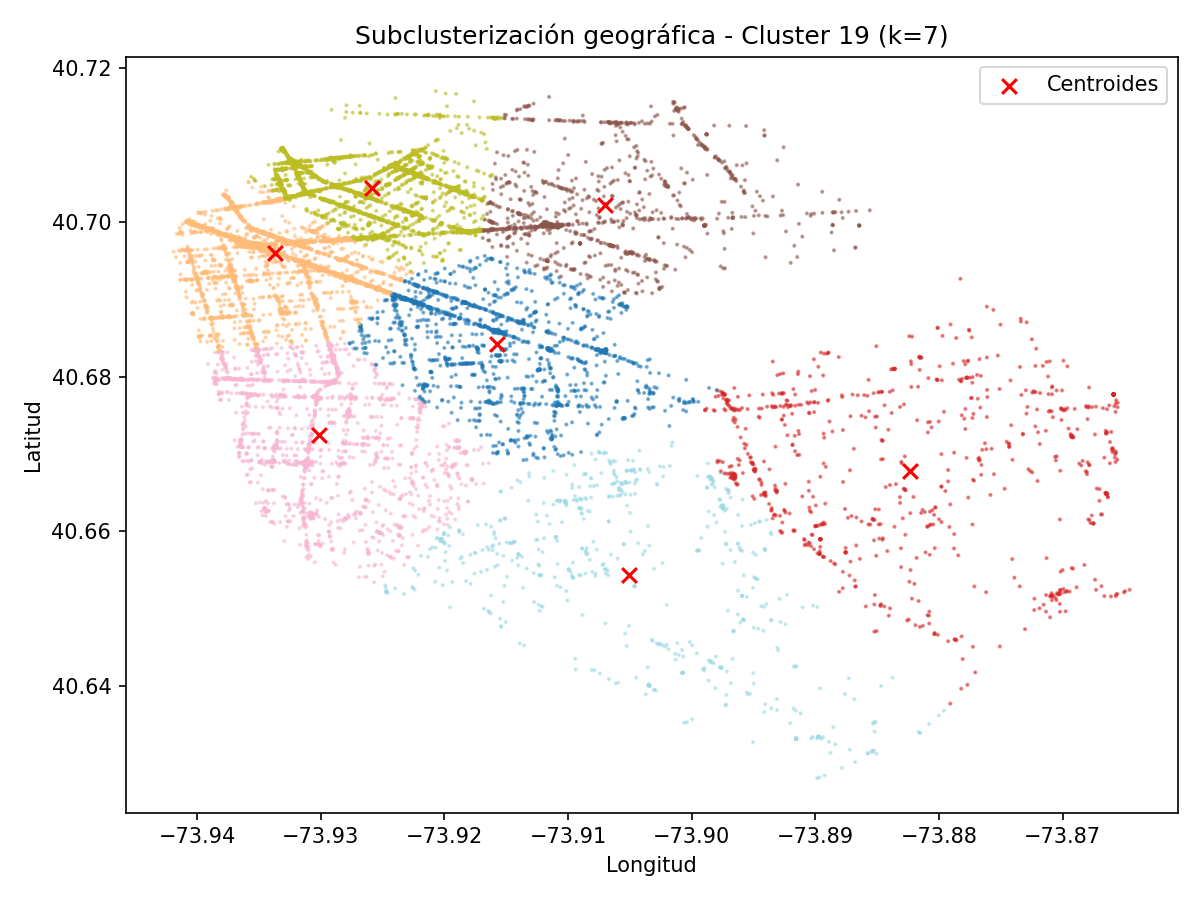 Subclusterización geográfica - Cluster 19 (k=7)
Centroides
40.72
40.70
40.68
40.66
40.64
Latitud
−73.94 −73.93 −73.92 −73.91 −73.90 −73.89 −73.88 −73.87
Longitud